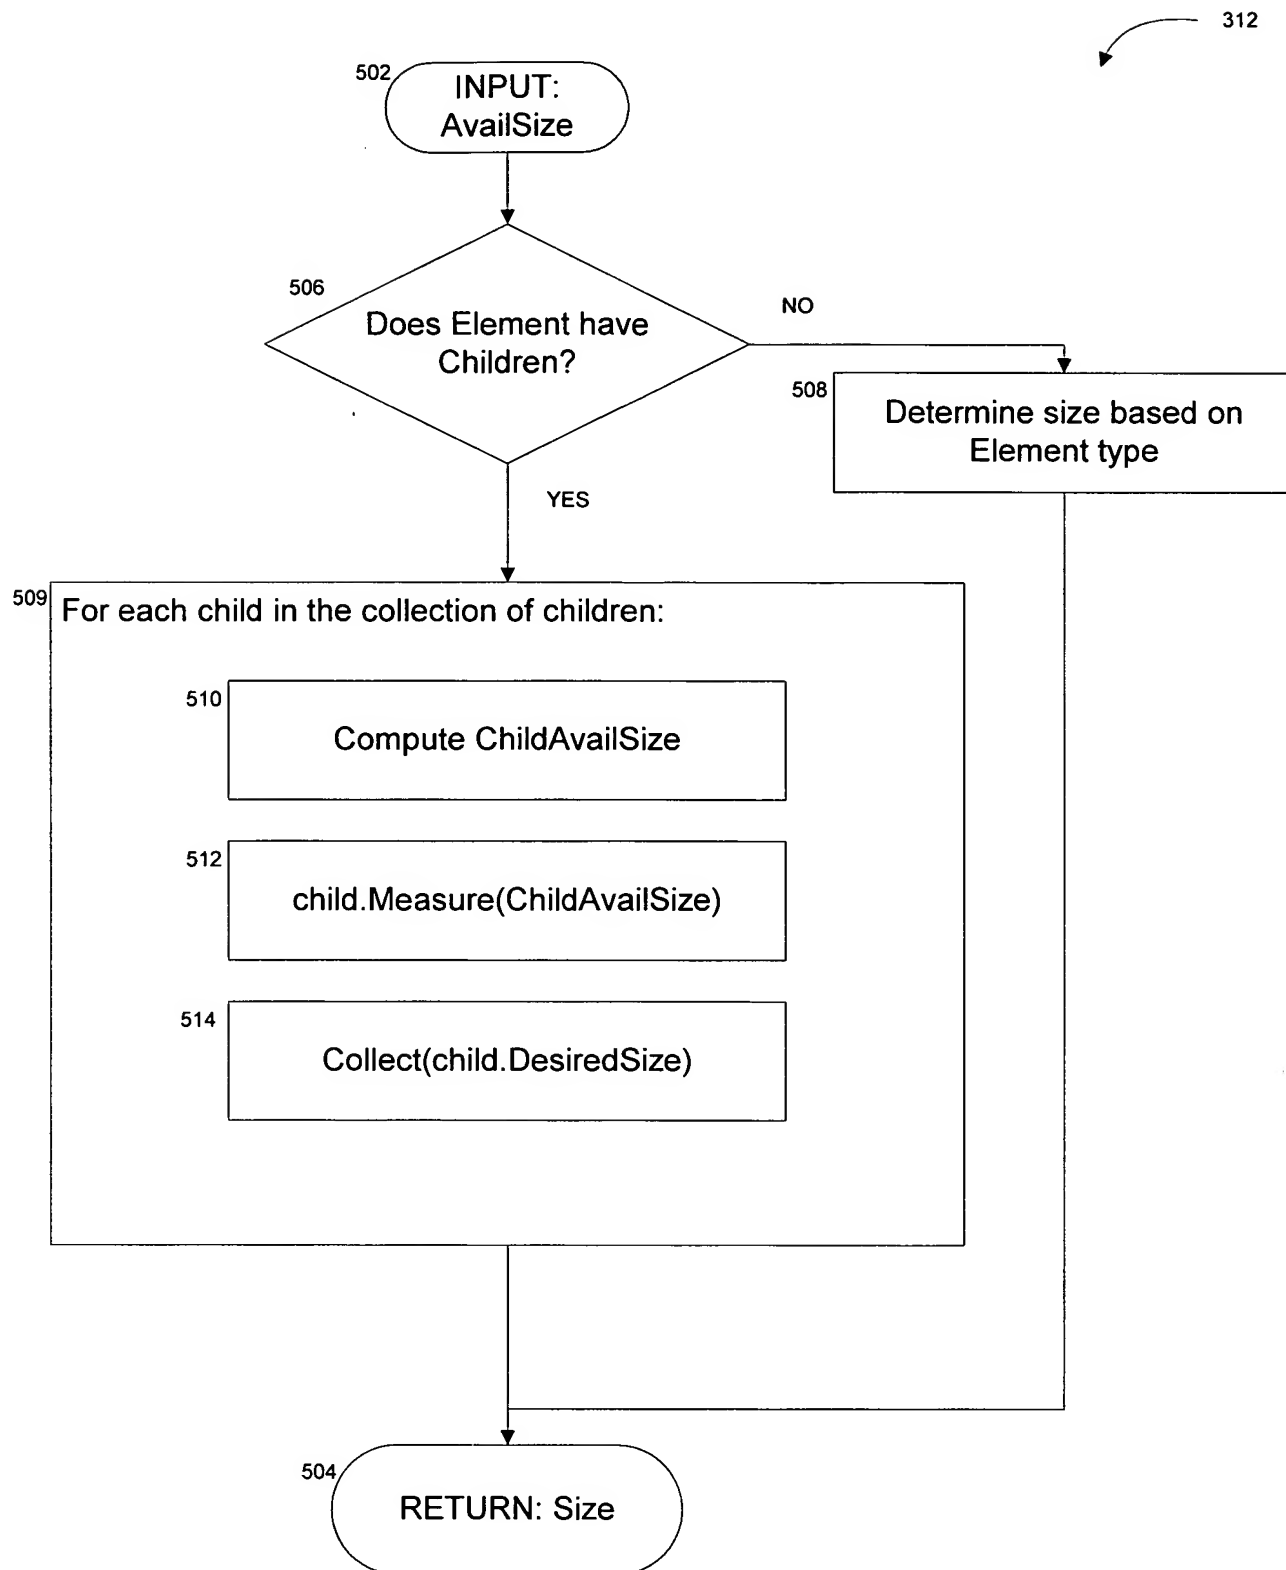 312
502
INPUT:
AvailSize
506
Does Element have
Children?
NO
508
Determine size based on
Element type
YES
509
For each child in the collection of children:
510
Compute ChildAvailSize
512
child.Measure(ChildAvailSize)
514
Collect(child.DesiredSize)
504
RETURN: Size